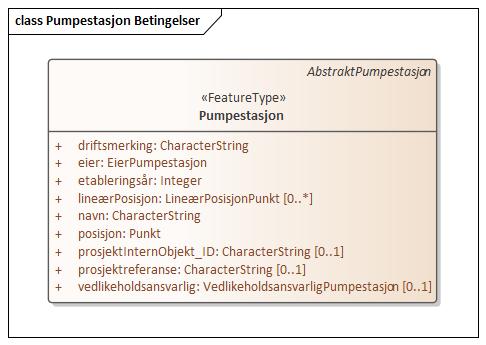 class Pumpestasjon Betingelser
AbstraktPumpestasjon
«FeatureType»
Pumpestasjon
+ driftsmerking: CharacterString
+ eier: EierPumpestasjon
+ etableringsår: Integer
+ lineærPosisjon: LineærPosisjonPunkt [0..*]
+ navn: CharacterString
+ posisjon: Punkt
+ prosjektInternObjekt_ID: CharacterString [0..1]
+ prosjektreferanse: CharacterString [0..1]
+ vedlikeholdsansvarlig: VedlikeholdsansvarligPumpestasjon [0..1]